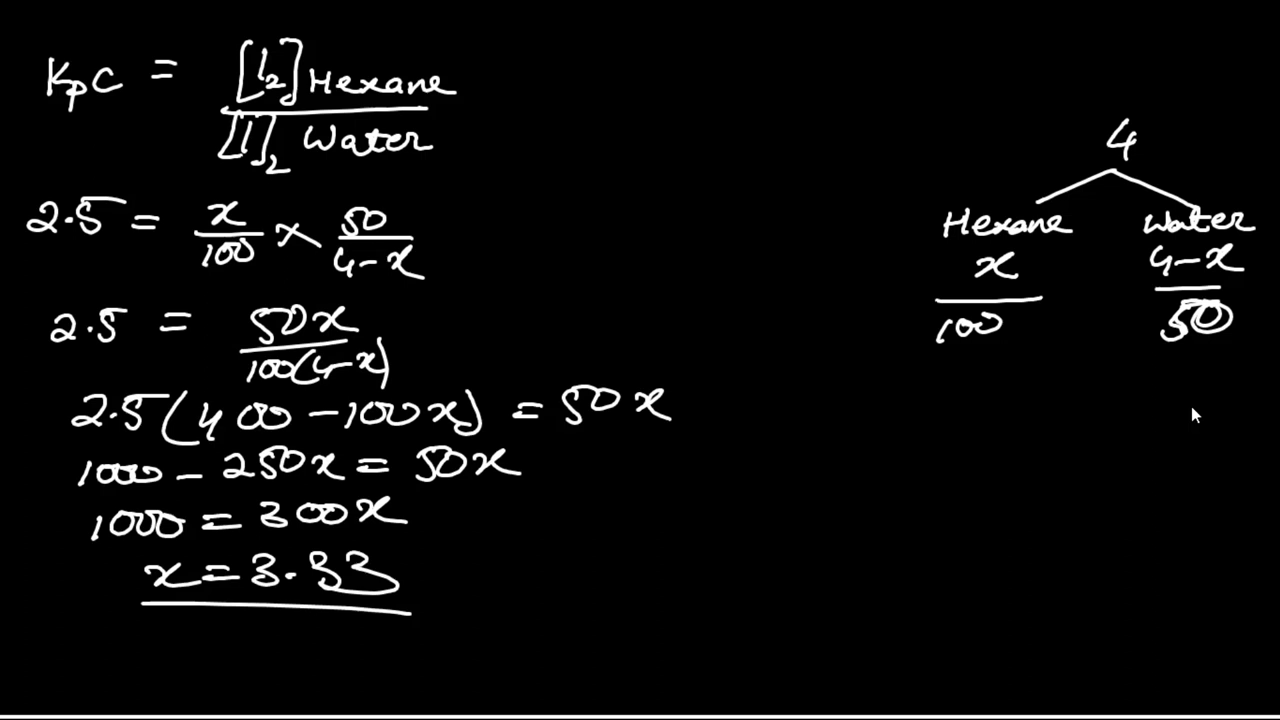 Kpc = [I2] Hexane / [I]2 Water
2.5 = x/100 × 50/4-x
2.5 = 50x/100(4-x)
2.5(400-100x) = 50x
1000 - 250x = 50x
1000 = 300x
x = 3.33
4
Hexane Water
x/100 4-x/50